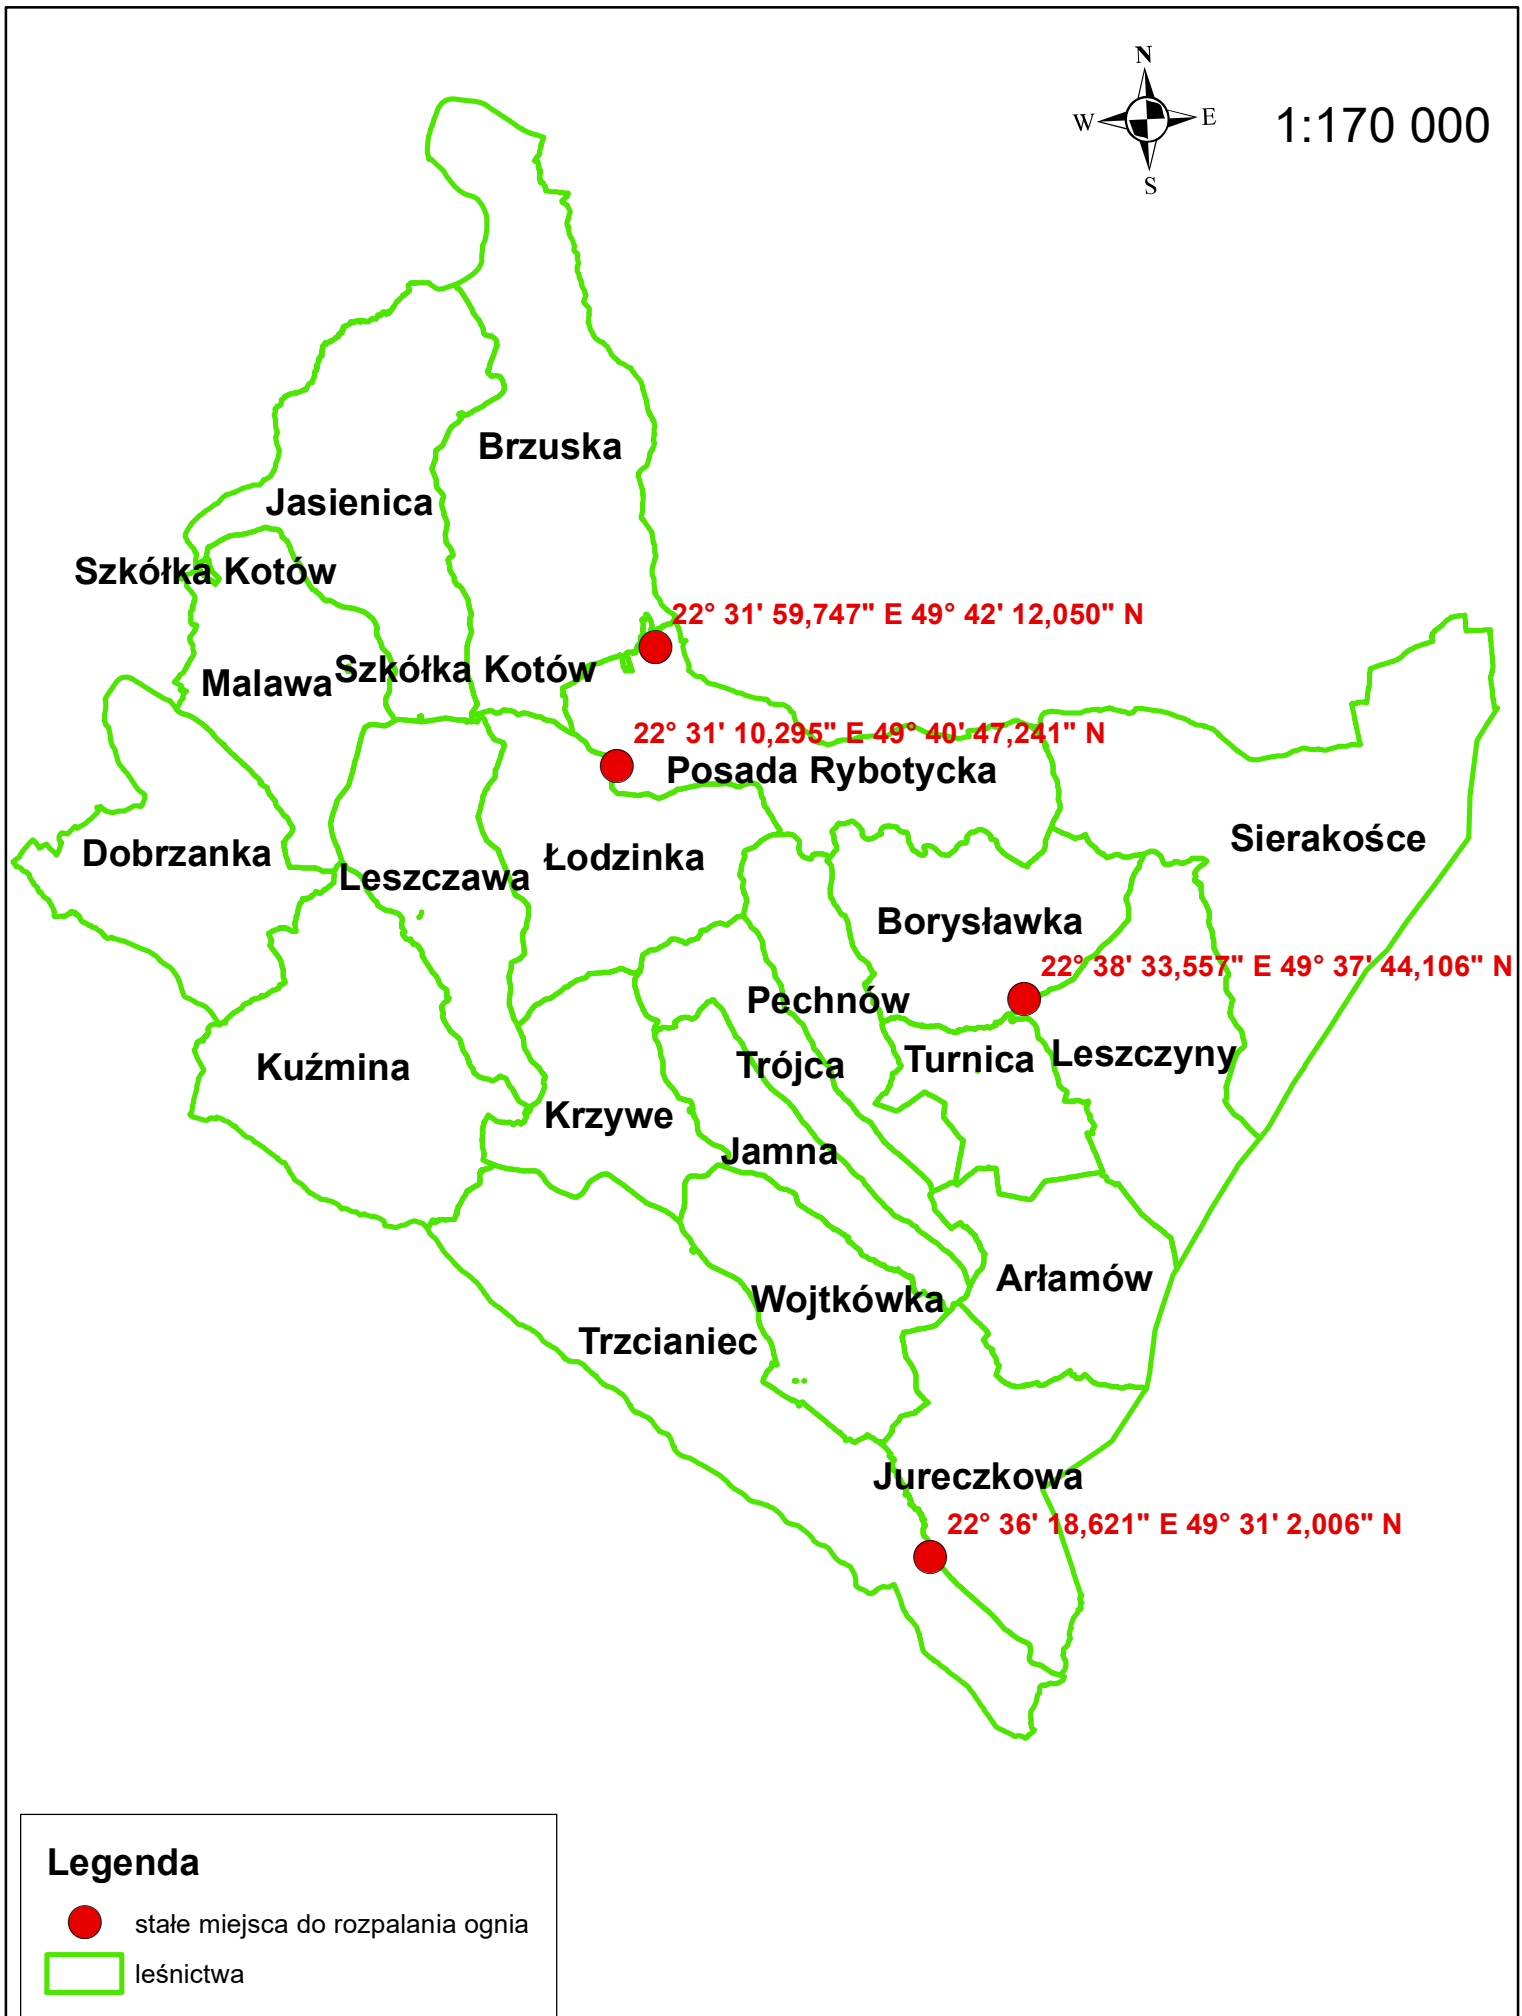 N
W
E
S
1:170 000
Brzuska
Jasienica
Szkółka Kotów
22° 31' 59,747" E 49° 42' 12,050" N
Szkółka Kotów
Malawa
22° 31' 10,295" E 49° 40' 47,241" N
Posada Rybotycka
Sierakośce
Dobrzanka
Łodzinka
Leszczawa
Borysławka
22° 38' 33,557" E 49° 37' 44,106" N
Pechnów
Leszczyny
Turnica
Trójca
Kuźmina
Krzywe
Jamna
Arłamów
Wojtkówka
Trzcianiec
Jureczkowa
22° 36' 18,621" E 49° 31' 2,006" N
Legenda
stałe miejsca do rozpalania ognia
leśnictwa